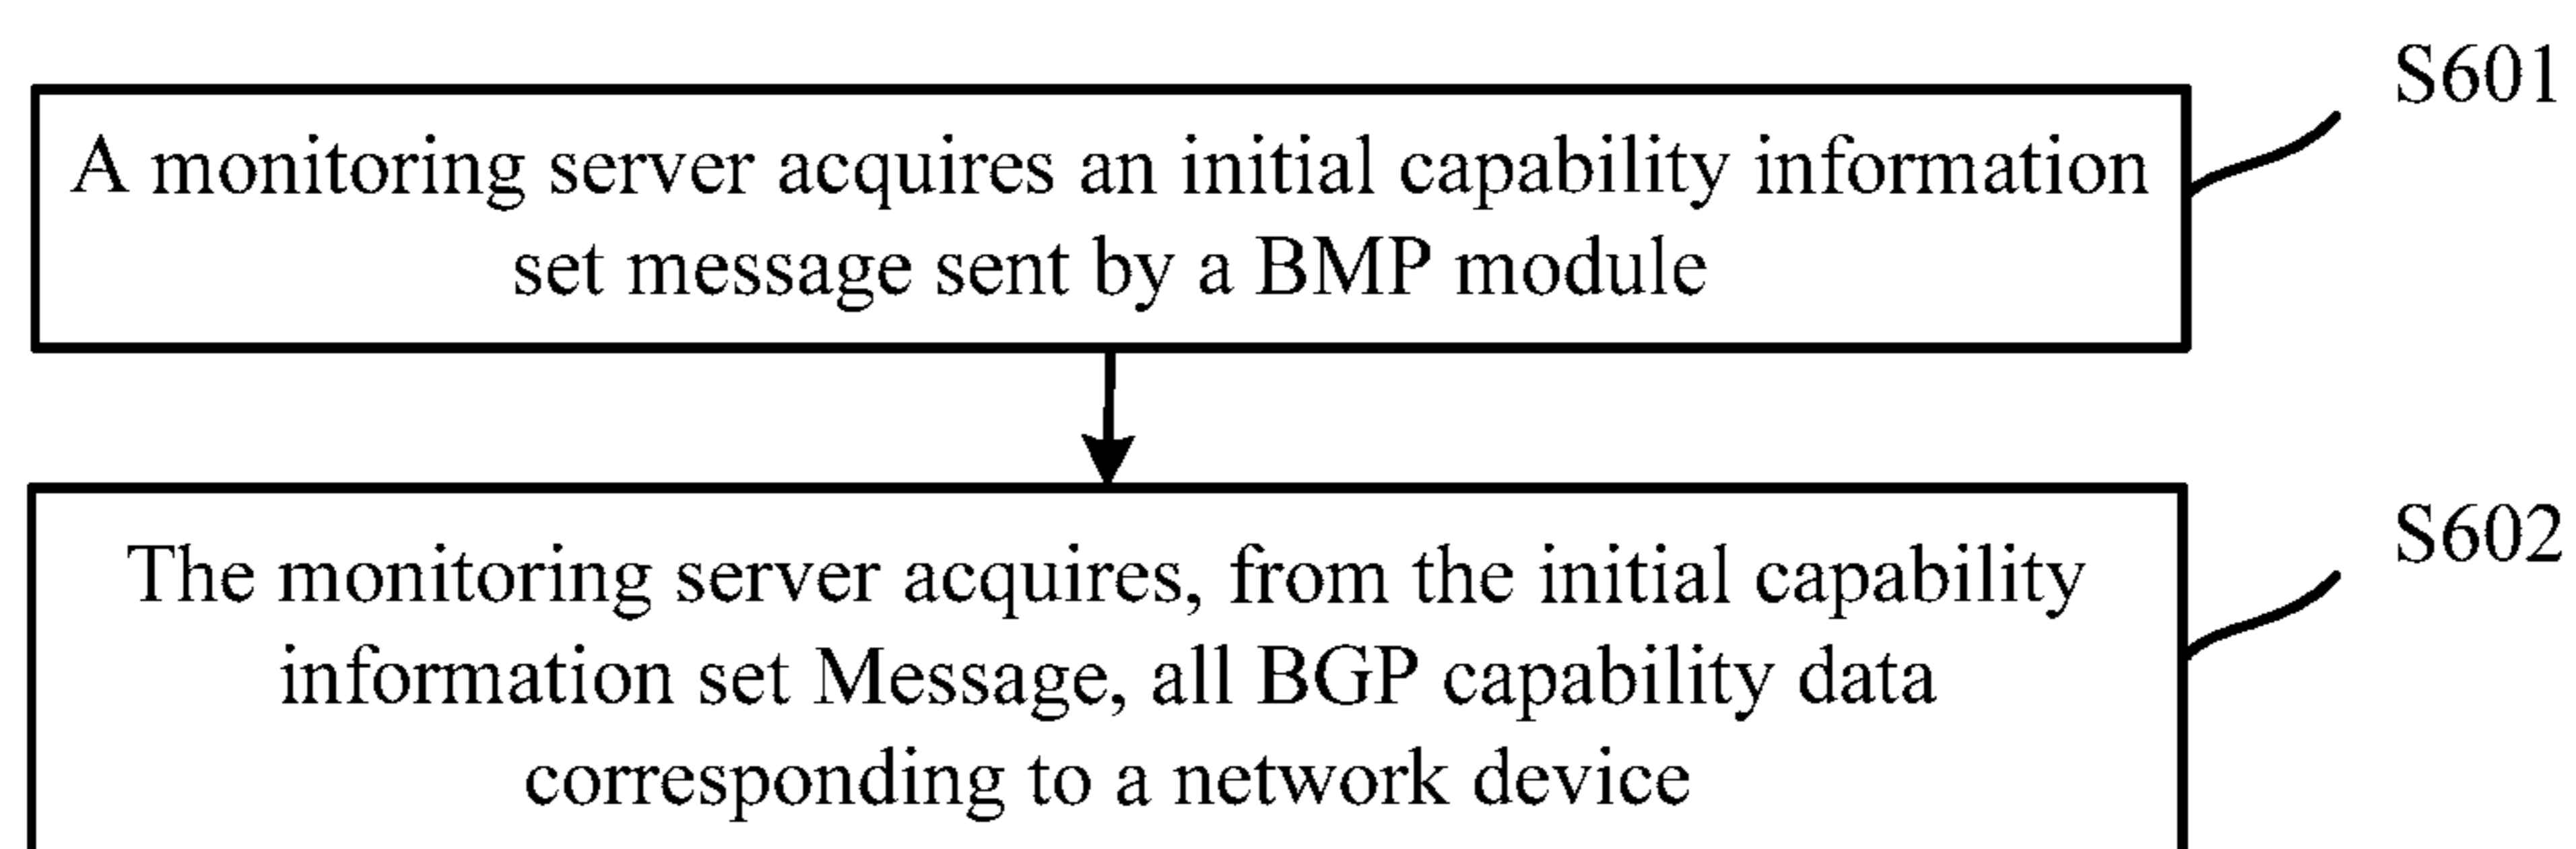 S601
A monitoring server acquires an initial capability information
set message sent by a BMP module
S602
The monitoring server acquires, from the initial capability
information set Message, all BGP capability data
corresponding to a network device